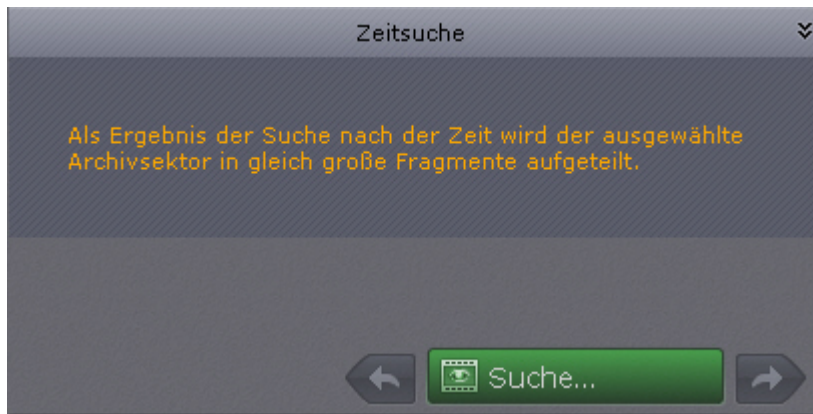 Zeitsuche
Als Ergebnis der Suche nach der Zeit wird der ausgewählte
Archivsektor in gleich große Fragmente aufgeteilt.
Suche...